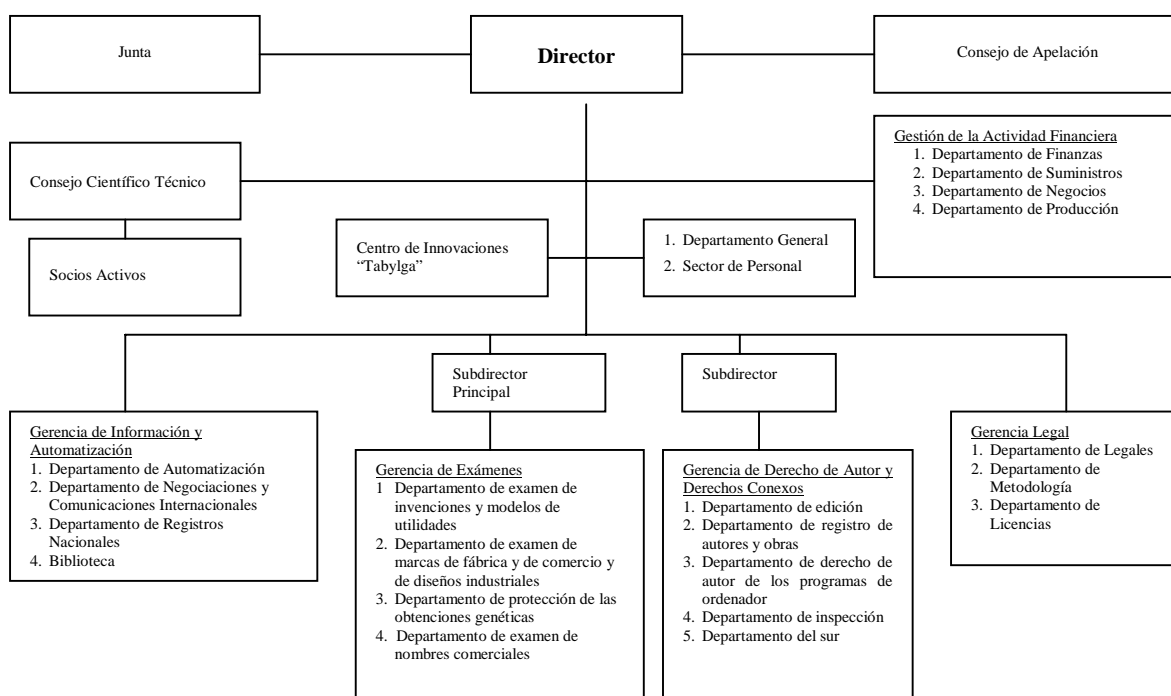 Junta
Director
Consejo de Apelación
Gestión de la Actividad Financiera
1. Departamento de Finanzas
2. Departamento de Suministros
3. Departamento de Negocios
4. Departamento de Producción
Consejo Científico Técnico
Socios Activos
Centro de Innovaciones
“Tabylga”
1. Departamento General
2. Sector de Personal
Subdirector
Principal
Subdirector
Gerencia de Información y
Automatización
1. Departamento de Automatización
2. Departamento de Negociaciones y
Comunicaciones Internacionales
3. Departamento de Registros
Nacionales
4. Biblioteca
Gerencia de Exámenes
1 Departamento de examen de
invenciones y modelos de
utilidades
2. Departamento de examen de
marcas de fábrica y de comercio y
de diseños industriales
3. Departamento de protección de las
obtenciones genéticas
4. Departamento de examen de
nombres comerciales
Gerencia de Derecho de Autor y
Derechos Conexos
1. Departamento de edición
2. Departamento de registro de
autores y obras
3. Departamento de derecho de
autor de los programas de
ordenador
4. Departamento de inspección
5. Departamento del sur
Gerencia Legal
1. Departamento de Legales
2. Departamento de
Metodología
3. Departamento de
Licencias